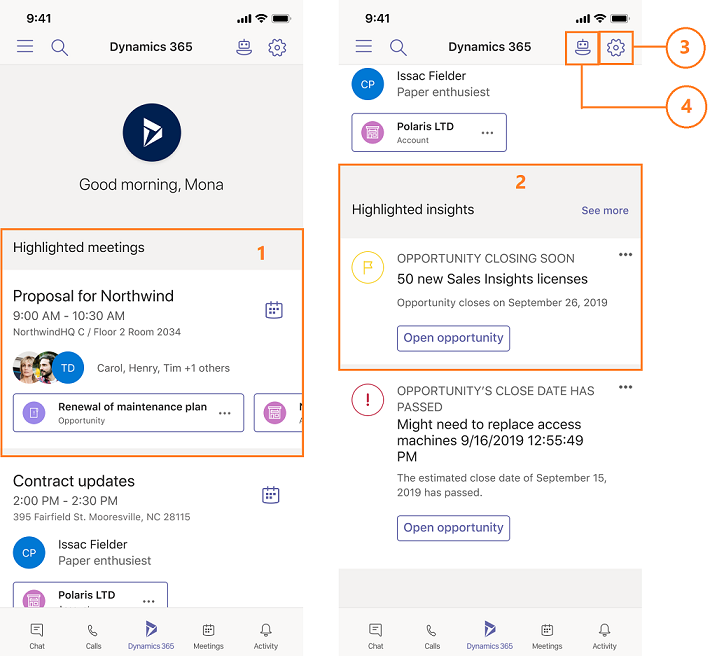 9:41
Dynamics 365
Good morning, Mona
Highlighted meetings
1
Proposal for Northwind
9:00 AM - 10:30 AM
NorthwindHQ C / Floor 2 Room 2034
TD
Carol, Henry, Tim +1 others
Renewal of maintenance plan
Opportunity
Contract updates
2:00 PM - 2:30 PM
395 Fairfield St. Mooresville, NC 28115
CP
Issac Fielder
Paper enthusiast
Polaris LTD
Chat
Calls
Dynamics 365
Meetings
Activity
9:41
Dynamics 365
3
4
CP
Issac Fielder
Paper enthusiast
Polaris LTD
Account
2
Highlighted insights
See more
OPPORTUNITY CLOSING SOON
50 new Sales Insights licenses
Opportunity closes on September 26, 2019
Open opportunity
OPPORTUNITY'S CLOSE DATE HAS
PASSED
Might need to replace access
machines 9/16/2019 12:55:49
PM
The estimated close date of September 15,
2019 has passed.
Open opportunity
Chat
Calls
Dynamics 365
Meetings
Activity